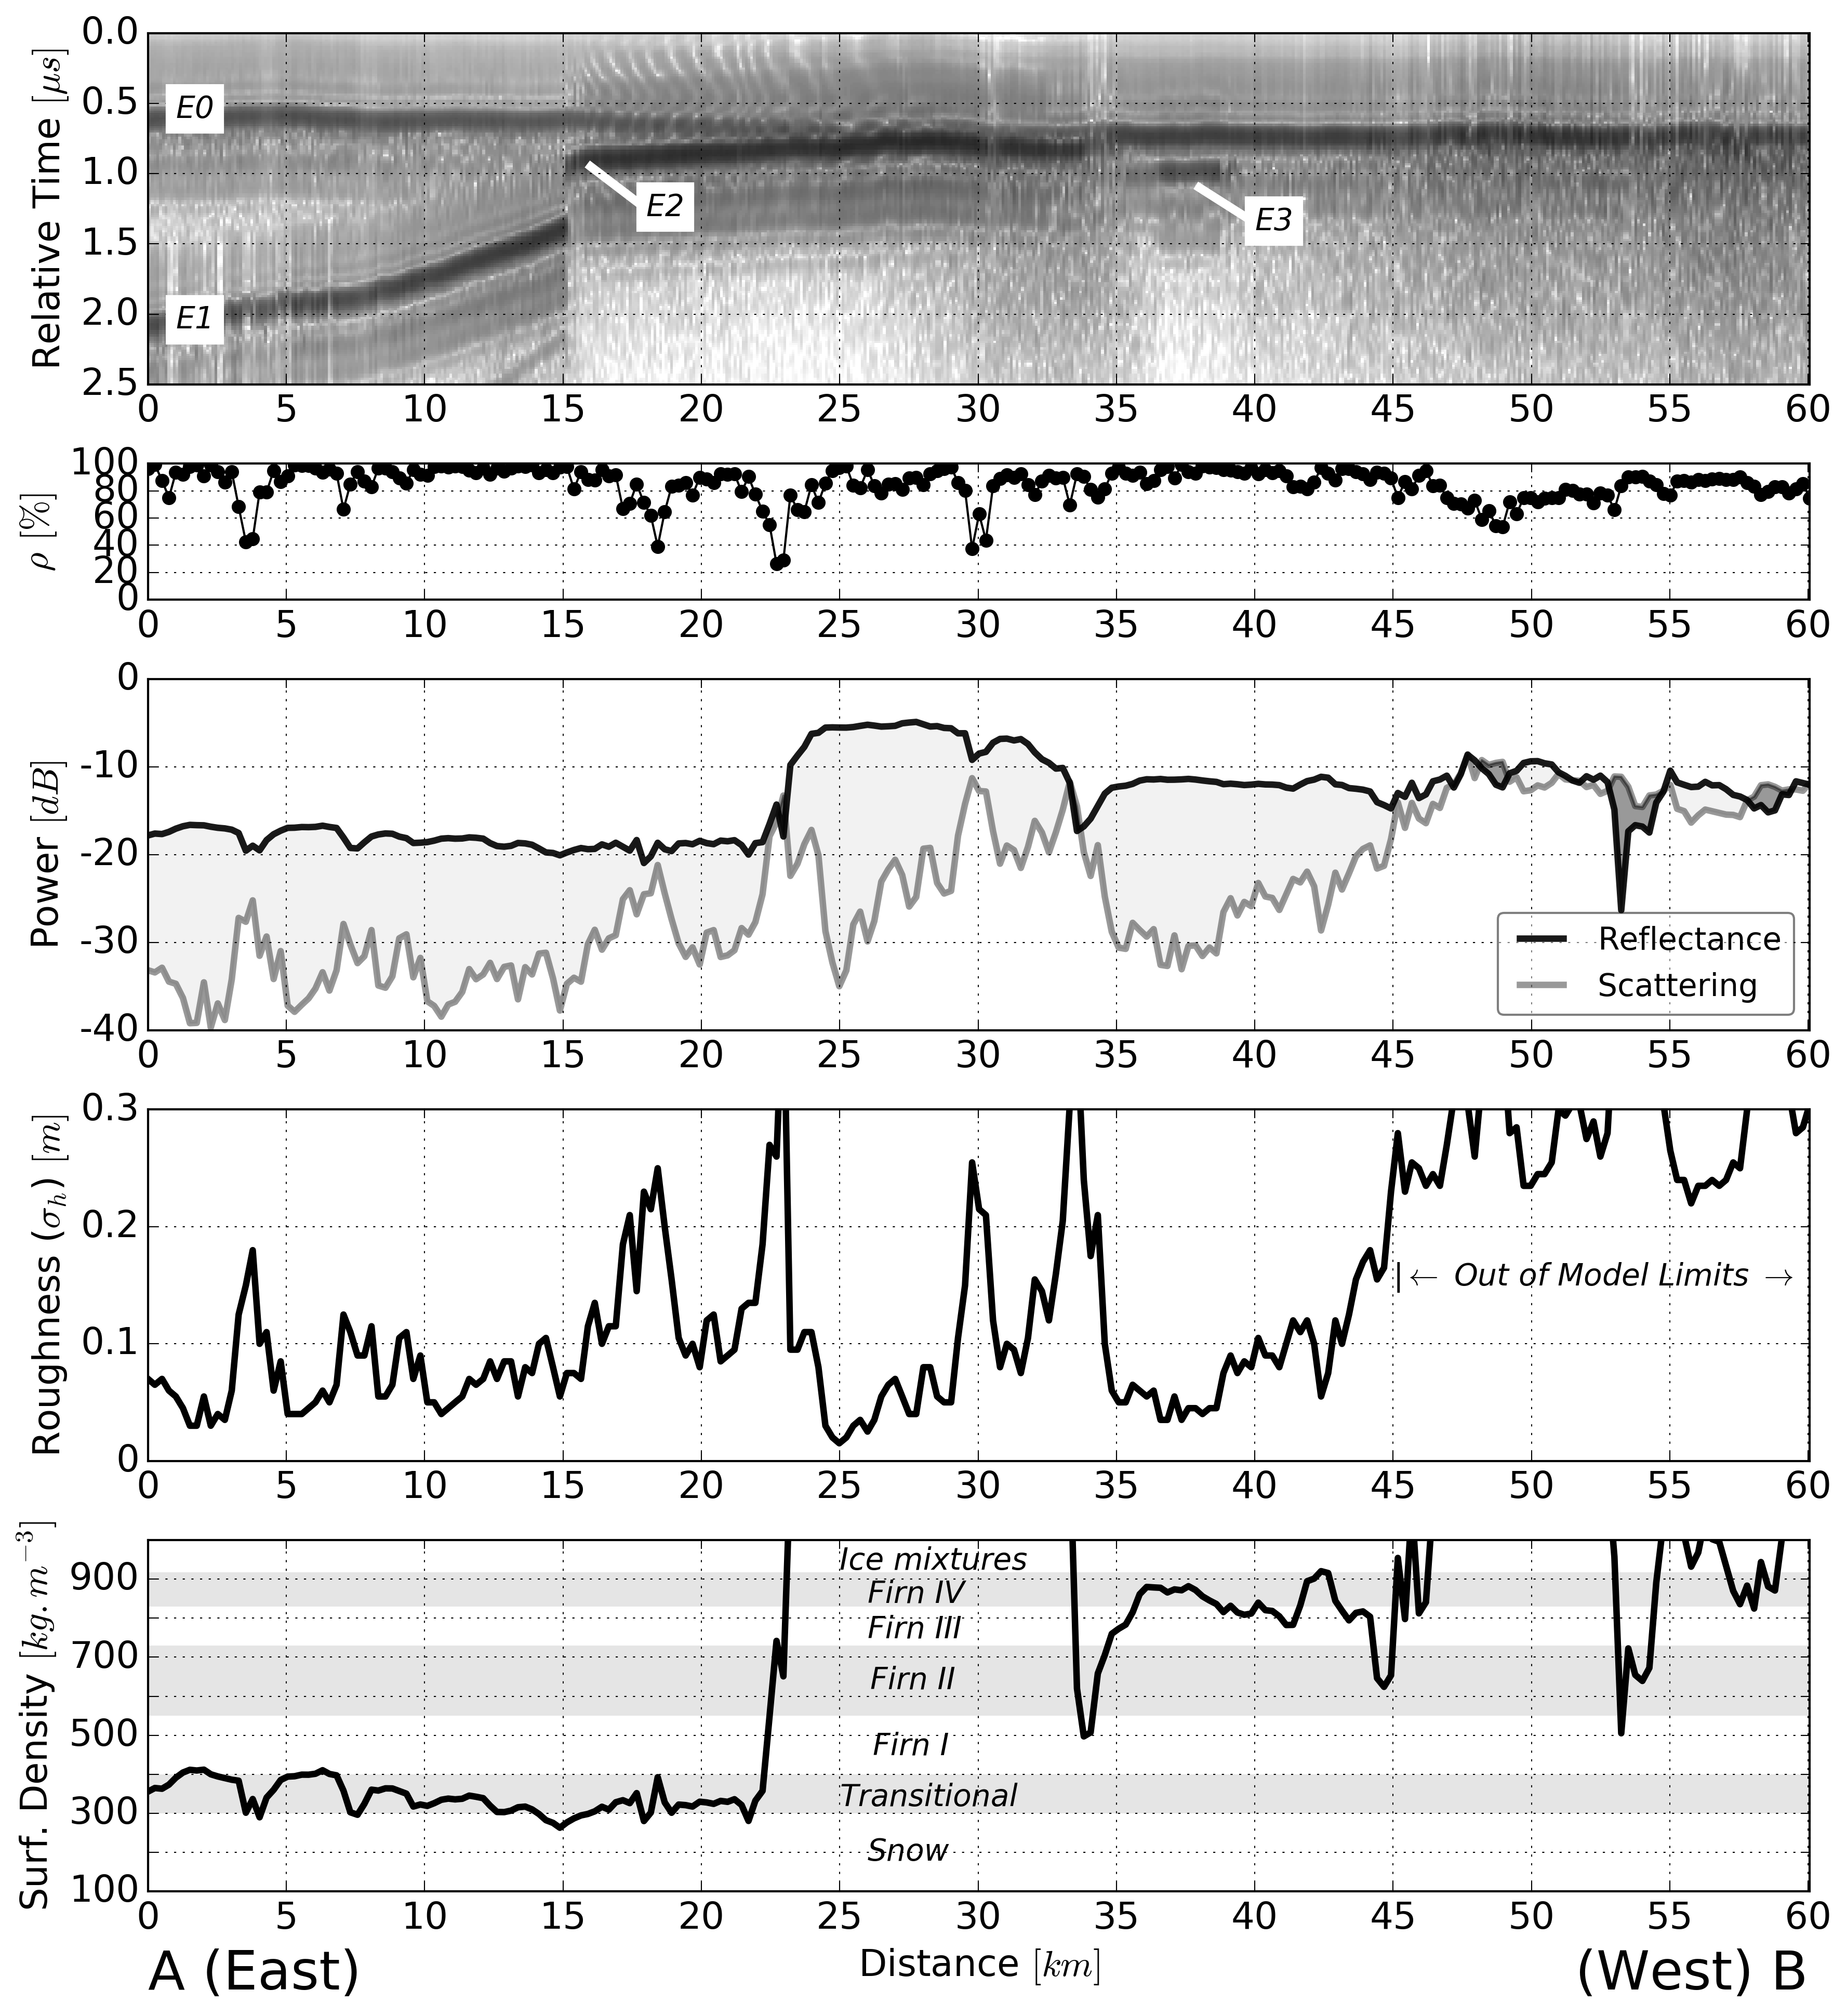 Relative Time [μs]
0.0
0.5
1.0
1.5
2.0
2.5
E0
E1
E2
E3
0 5 10 15 20 25 30 35 40 45 50 55 60
ρ [%]
100
80
60
40
20
0
0 5 10 15 20 25 30 35 40 45 50 55 60
Power [dB]
0
-10
-20
-30
-40
Reflectance
Scattering
0 5 10 15 20 25 30 35 40 45 50 55 60
Roughness (σh) [m]
0.3
0.2
0.1
0
|← Out of Model Limits →
0 5 10 15 20 25 30 35 40 45 50 55 60
Surf. Density [kg.m−3]
900
700
500
300
100
Ice mixtures
Firn IV
Firn III
Firn II
Firn I
Transitional
Snow
0 5 10 15 20 25 30 35 40 45 50 55 60
A (East) Distance [km] (West) B